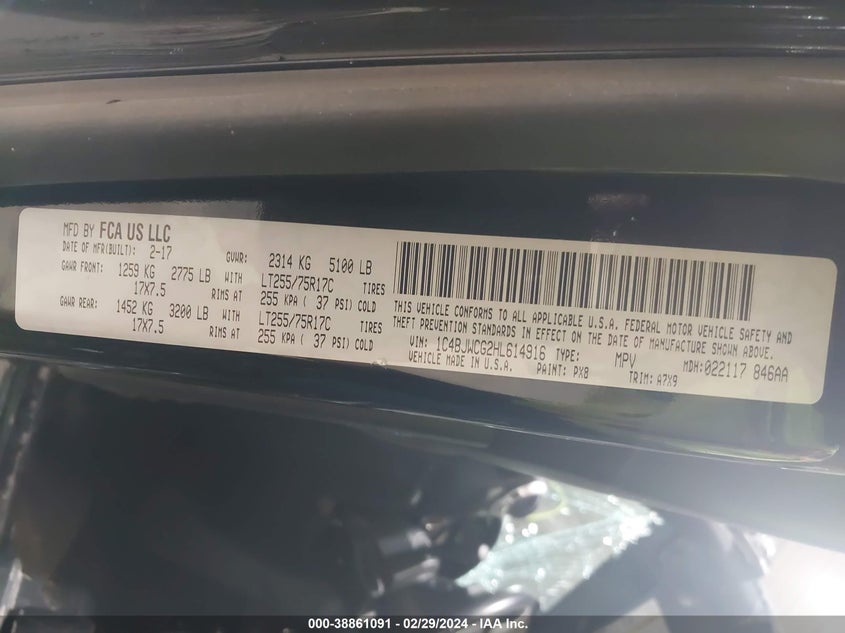 MFD BY FCA US LLC
DATE OF MFR(BUILT): 2-17 GVWR: 2314 KG 5100 LB
GAWR FRONT: 1259 KG 2775 LB WITH LT255/75R17C TIRES
17X7.5 RIMS AT 255 KPA ( 37 PSI) COLD
GAWR REAR: 1452 KG 3200 LB WITH LT255/75R17C TIRES
17X7.5 RIMS AT 255 KPA ( 37 PSI) COLD
THIS VEHICLE CONFORMS TO ALL APPLICABLE U.S.A. FEDERAL MOTOR VEHICLE SAFETY AND
THEFT PREVENTION STANDARDS IN EFFECT ON THE DATE OF MANUFACTURE SHOWN ABOVE.
VIN: 1C4BJWCG2HL614916 TYPE: MPV MDH:022117 846AA
VEHICLE MADE IN U.S.A. PAINT: PX8 TRIM: A7X9
000-38861091 / 02/29/2024 - IAA Inc.